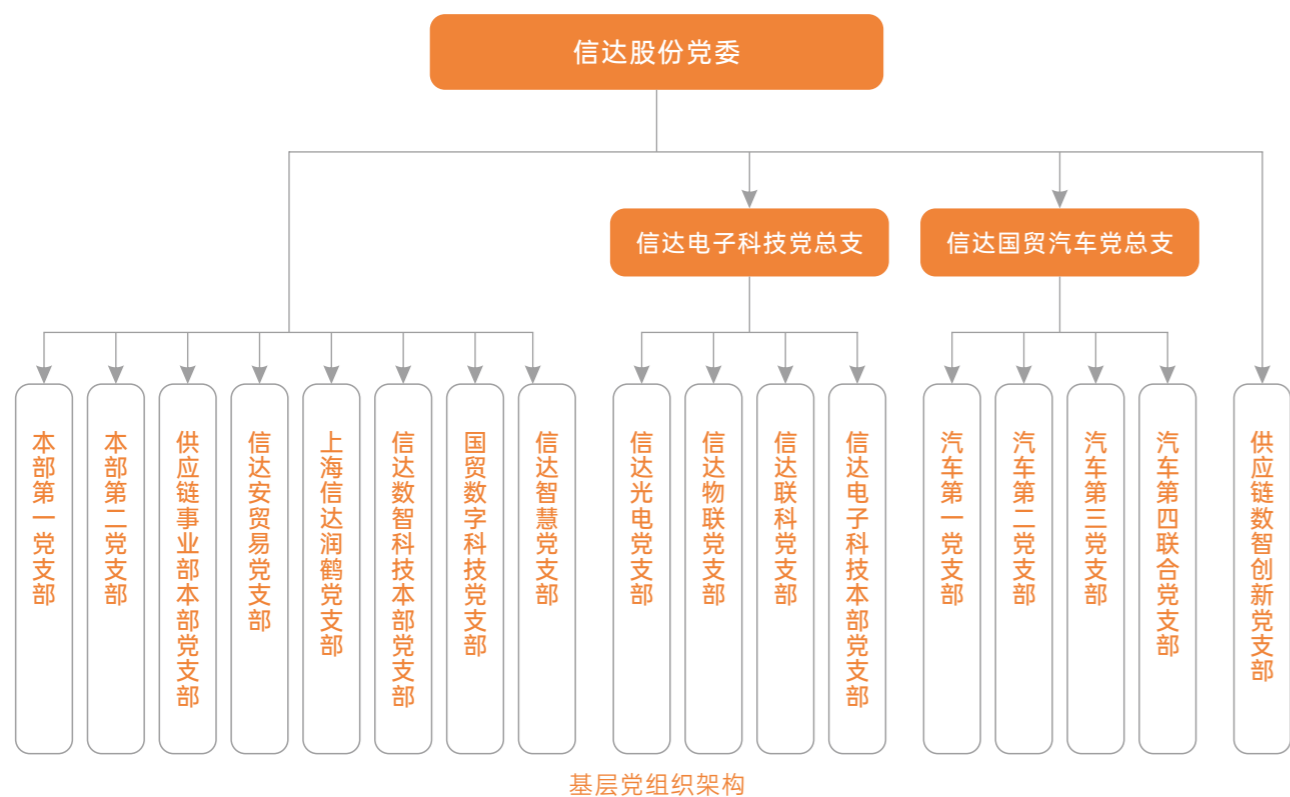 信达股份党委
信达电子科技党总支
信达国贸汽车党总支
本部第一党支部
本部第二党支部
供应链事业部本部党支部
信达安贸易党支部
上海信达润鹤党支部
信达数智科技本部党支部
国贸数字科技党支部
信达智慧党支部
信达光电党支部
信达物联党支部
信达联科党支部
信达电子科技本部党支部
汽车第一党支部
汽车第二党支部
汽车第三党支部
汽车第四联合党支部
供应链数智创新党支部
基层党组织架构